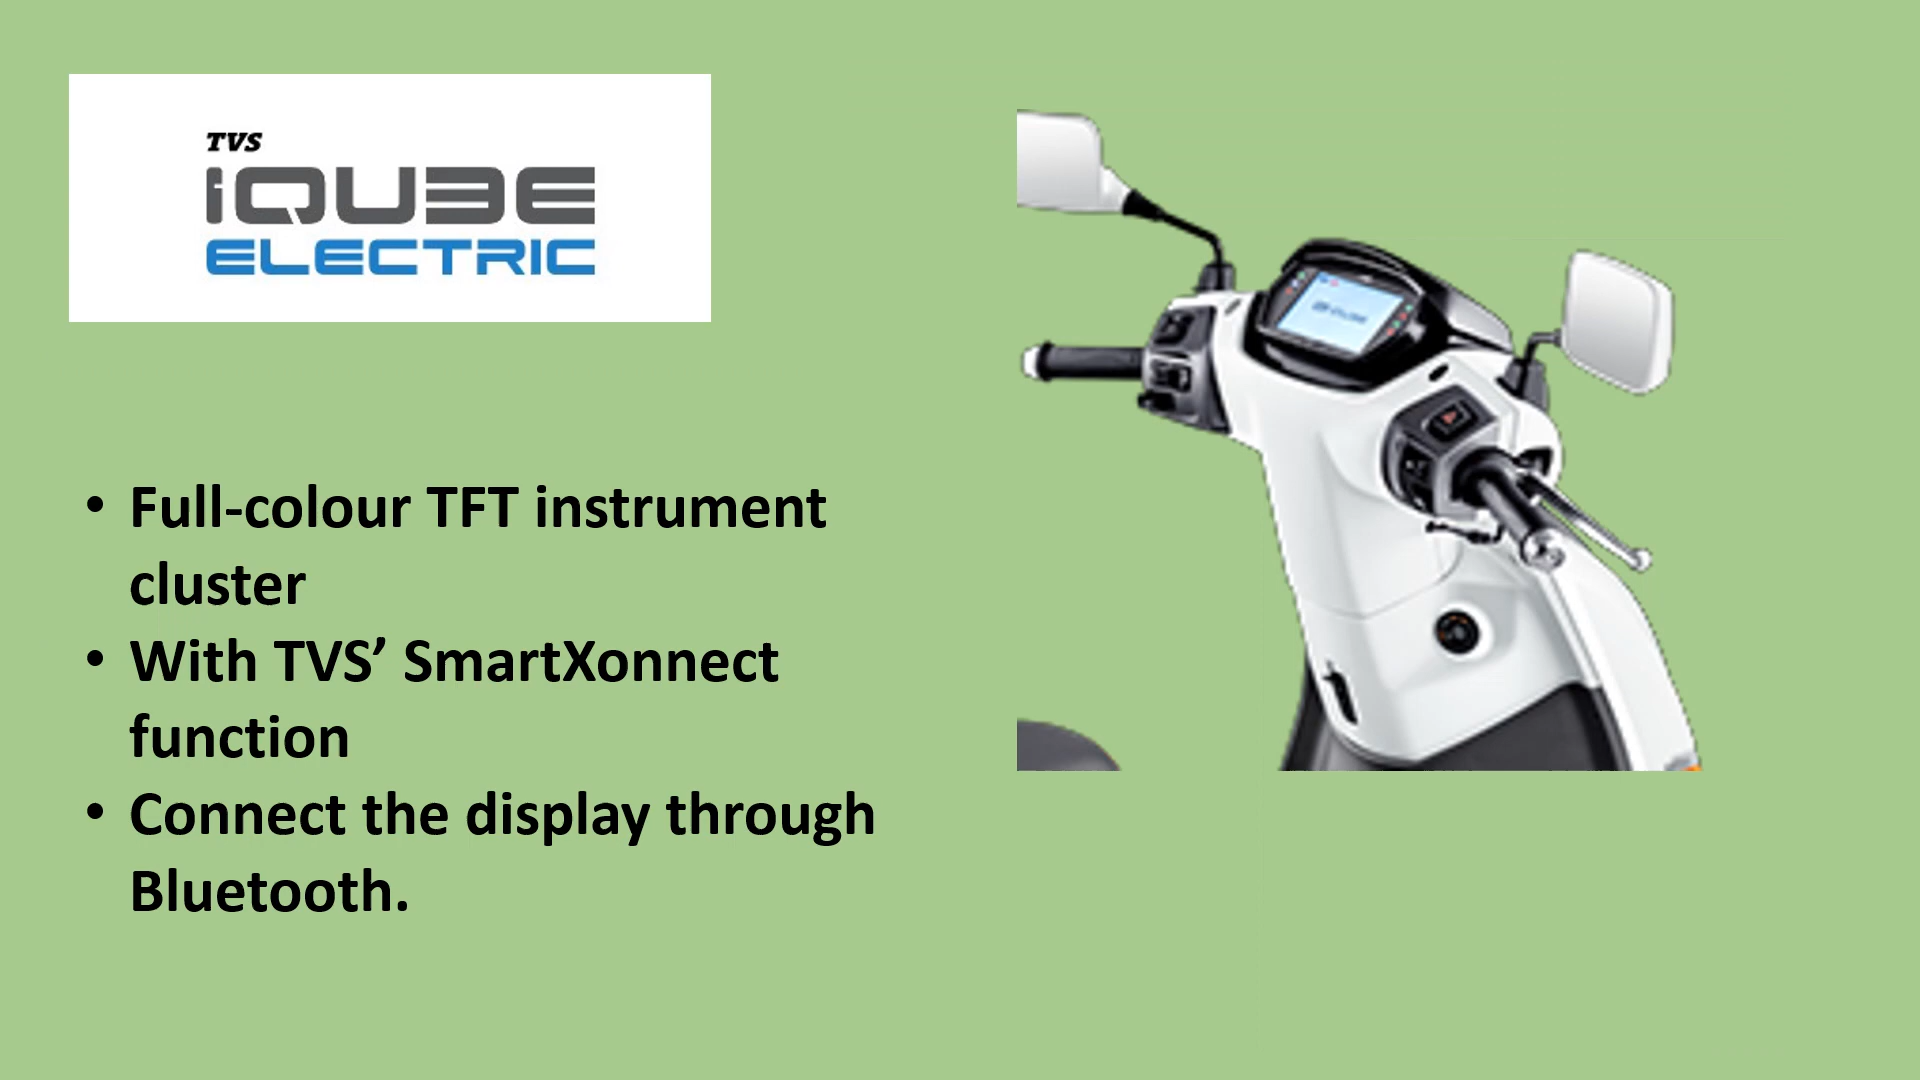 TVS
iQUBE
ELECTRIC
• Full-colour TFT instrument
cluster
• With TVS’ SmartXonnect
function
• Connect the display through
Bluetooth.